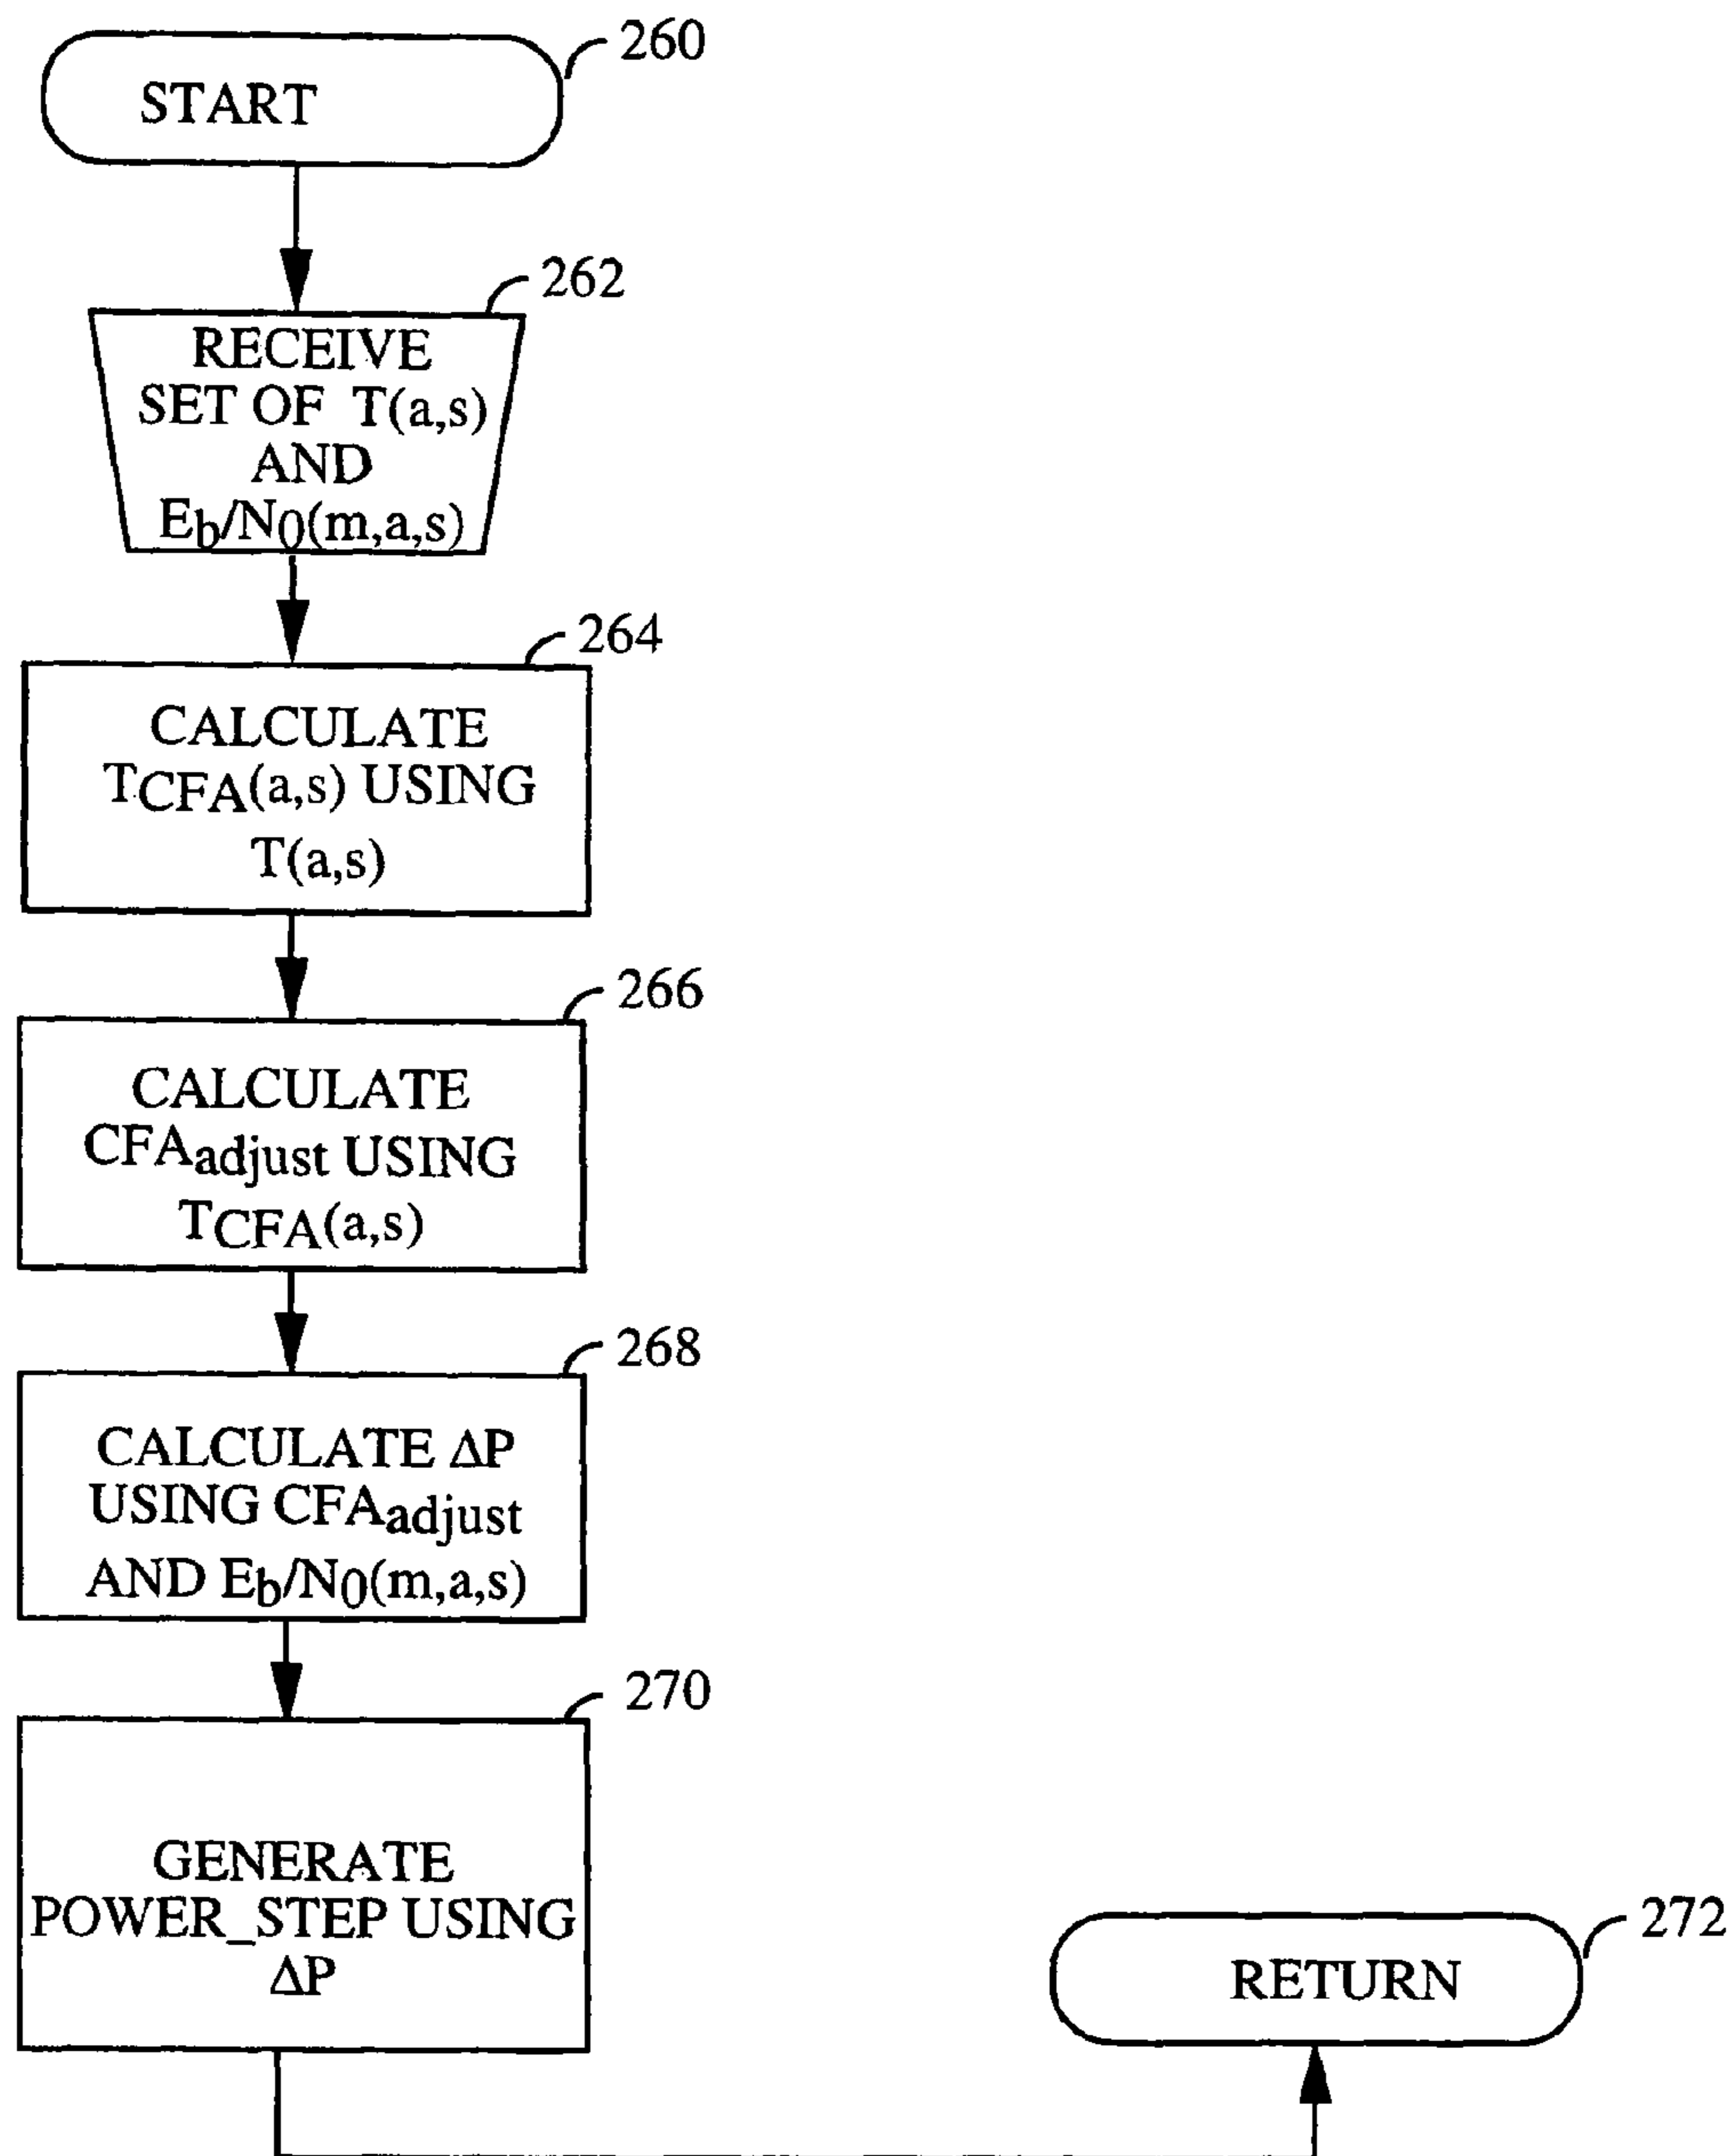 260
START
262
RECEIVE
SET OF T(a,s)
AND
Eb/N0(m,a,s)
264
CALCULATE
TCFA(a,s) USING
T(a,s)
266
CALCULATE
CFAadjust USING
TCFA(a,s)
268
CALCULATE ΔP
USING CFAadjust
AND Eb/N0(m,a,s)
270
GENERATE
POWER_STEP USING
ΔP
272
RETURN